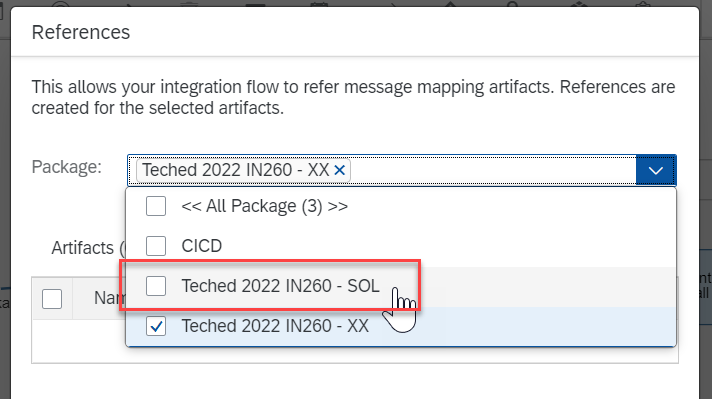 References
This allows your integration flow to refer message mapping artifacts. References are
created for the selected artifacts.
Package:
Teched 2022 IN260 - XX
<< All Package (3) >>
CICD
Artifacts (
Teched 2022 IN260 - SOL
Teched 2022 IN260 - XX